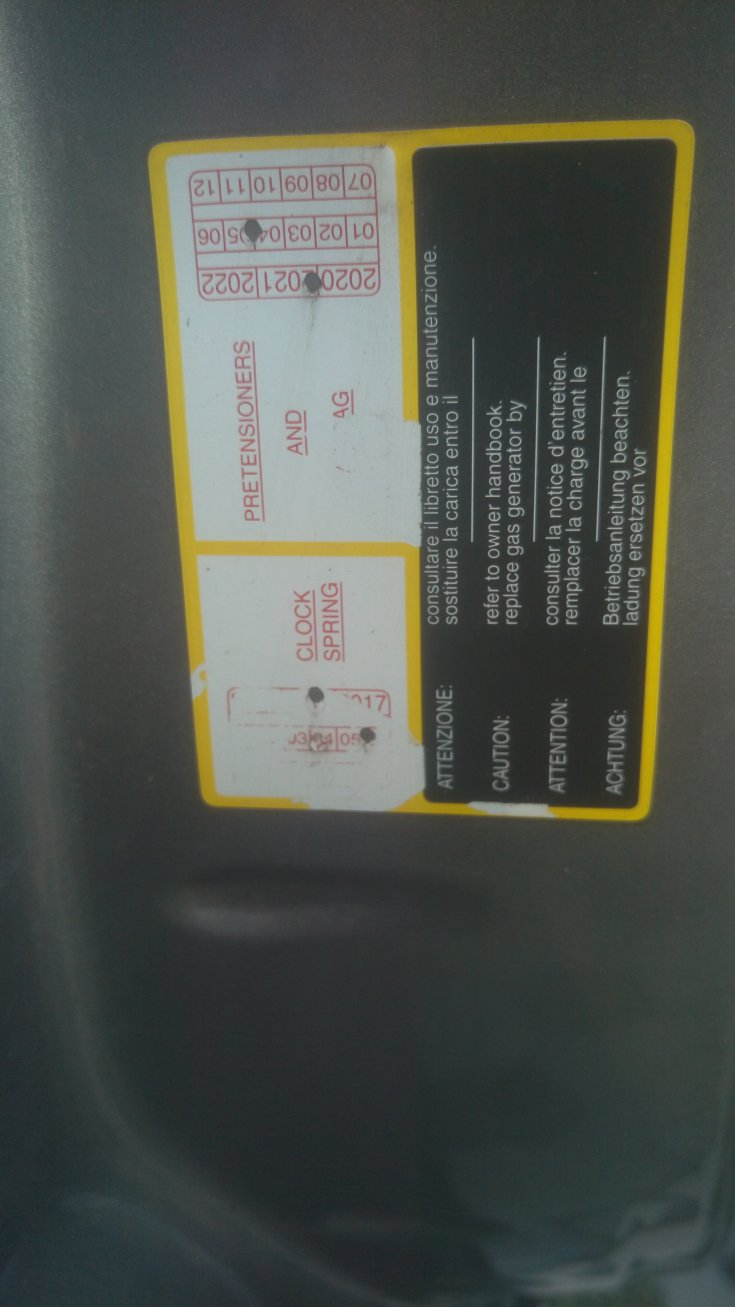 CLOCK
SPRING
017
05
PRETENSIONERS
AND
AG
2020 2021 2022
01 02 03 04 05 06
07 08 09 10 11 12
ATTENZIONE: consultare il libretto uso e manutenzione.
sostituire la carica entro il
CAUTION: refer to owner handbook.
replace gas generator by
ATTENTION: consulter la notice d'entretien.
remplacer la charge avant le
ACHTUNG: Betriebsanleitung beachten.
ladung ersetzen vor